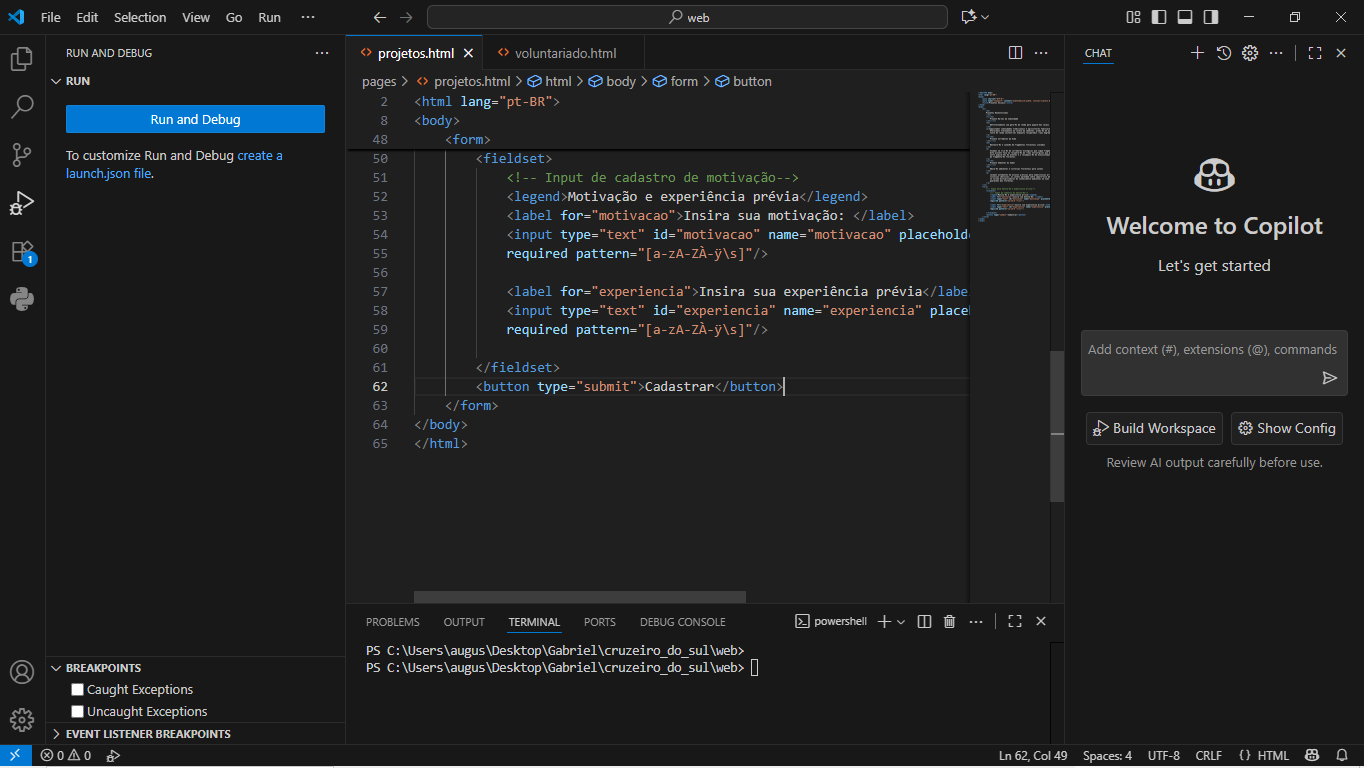 File Edit Selection View Go Run ···
web
RUN AND DEBUG ···
RUN
Run and Debug
To customize Run and Debug create a
launch.json file.
1
BREAKPOINTS
Caught Exceptions
Uncaught Exceptions
EVENT LISTENER BREAKPOINTS
projetos.html
voluntariado.html
pages > projetos.html > html > body > form > button
2 <html lang="pt-BR">
8 <body>
48 <form>
50 <fieldset>
51 <!-- Input de cadastro de motivação-->
52 <legend>Motivação e experiência prévia</legend>
53 <label for="motivacao">Insira sua motivação: </label>
54 <input type="text" id="motivacao" name="motivacao" placeholde
55 required pattern="[a-zA-ZÀ-ÿ\s]"/>
56
57 <label for="experiencia">Insira sua experiência prévia</labe
58 <input type="text" id="experiencia" name="experiencia" place
59 required pattern="[a-zA-ZÀ-ÿ\s]"/>
60
61 </fieldset>
62 <button type="submit">Cadastrar</button>
63 </form>
64 </body>
65 </html>
PROBLEMS OUTPUT TERMINAL PORTS DEBUG CONSOLE
powershell
PS C:\Users\augus\Desktop\Gabriel\cruzeiro_do_sul\web>
PS C:\Users\augus\Desktop\Gabriel\cruzeiro_do_sul\web>
CHAT
Welcome to Copilot
Let's get started
Add context (#), extensions (@), commands
Build Workspace
Show Config
Review AI output carefully before use.
0 0
Ln 62, Col 49 Spaces: 4 UTF-8 CRLF {} HTML